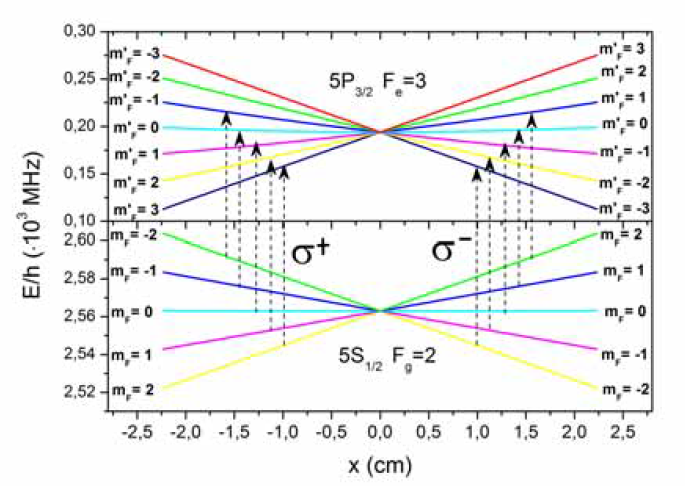 E/h (·10³ MHz)
0,30
0,25
0,20
0,15
0,10
2,60
2,58
2,56
2,54
2,52
m'F= -3
m'F= -2
m'F= -1
m'F= 0
m'F= 1
m'F= 2
m'F= 3
5P3/2 Fe=3
m'F= 3
m'F= 2
m'F= 1
m'F= 0
m'F= -1
m'F= -2
m'F= -3
mF= -2
mF= -1
mF= 0
mF= 1
mF= 2
σ+
σ-
5S1/2 Fg=2
mF= 2
mF= 1
mF= 0
mF= -1
mF= -2
-2,5 -2,0 -1,5 -1,0 -0,5 0,0 0,5 1,0 1,5 2,0 2,5
x (cm)